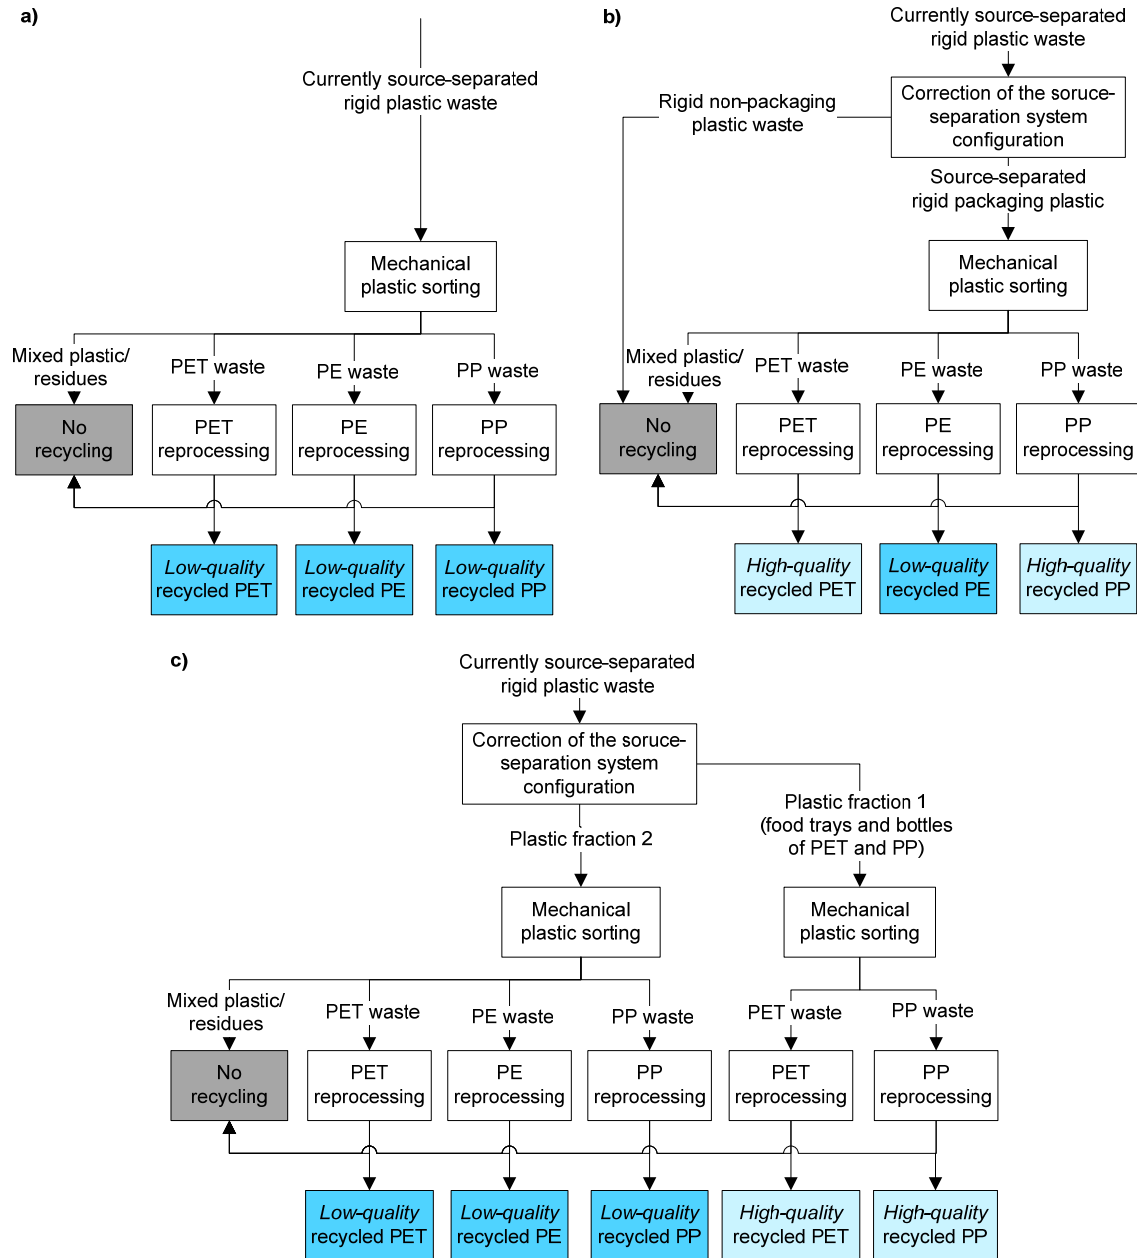 a)
Currently source-separated
rigid plastic waste
Mechanical
plastic sorting
Mixed plastic/
residues
PET waste
PE waste
PP waste
No
recycling
PET
reprocessing
PE
reprocessing
PP
reprocessing
Low-quality
recycled PET
Low-quality
recycled PE
Low-quality
recycled PP
b)
Currently source-separated
rigid plastic waste
Correction of the soruce-
separation system
configuration
Rigid non-packaging
plastic waste
Source-separated
rigid packaging plastic
Mechanical
plastic sorting
Mixed plastic/
residues
PET waste
PE waste
PP waste
No
recycling
PET
reprocessing
PE
reprocessing
PP
reprocessing
High-quality
recycled PET
Low-quality
recycled PE
High-quality
recycled PP
c)
Currently source-separated
rigid plastic waste
Correction of the soruce-
separation system
configuration
Plastic fraction 1
(food trays and bottles
of PET and PP)
Plastic fraction 2
Mechanical
plastic sorting
Mechanical
plastic sorting
Mixed plastic/
residues
PET waste
PE waste
PP waste
PET waste
PP waste
No
recycling
PET
reprocessing
PE
reprocessing
PP
reprocessing
PET
reprocessing
PP
reprocessing
Low-quality
recycled PET
Low-quality
recycled PE
Low-quality
recycled PP
High-quality
recycled PET
High-quality
recycled PP